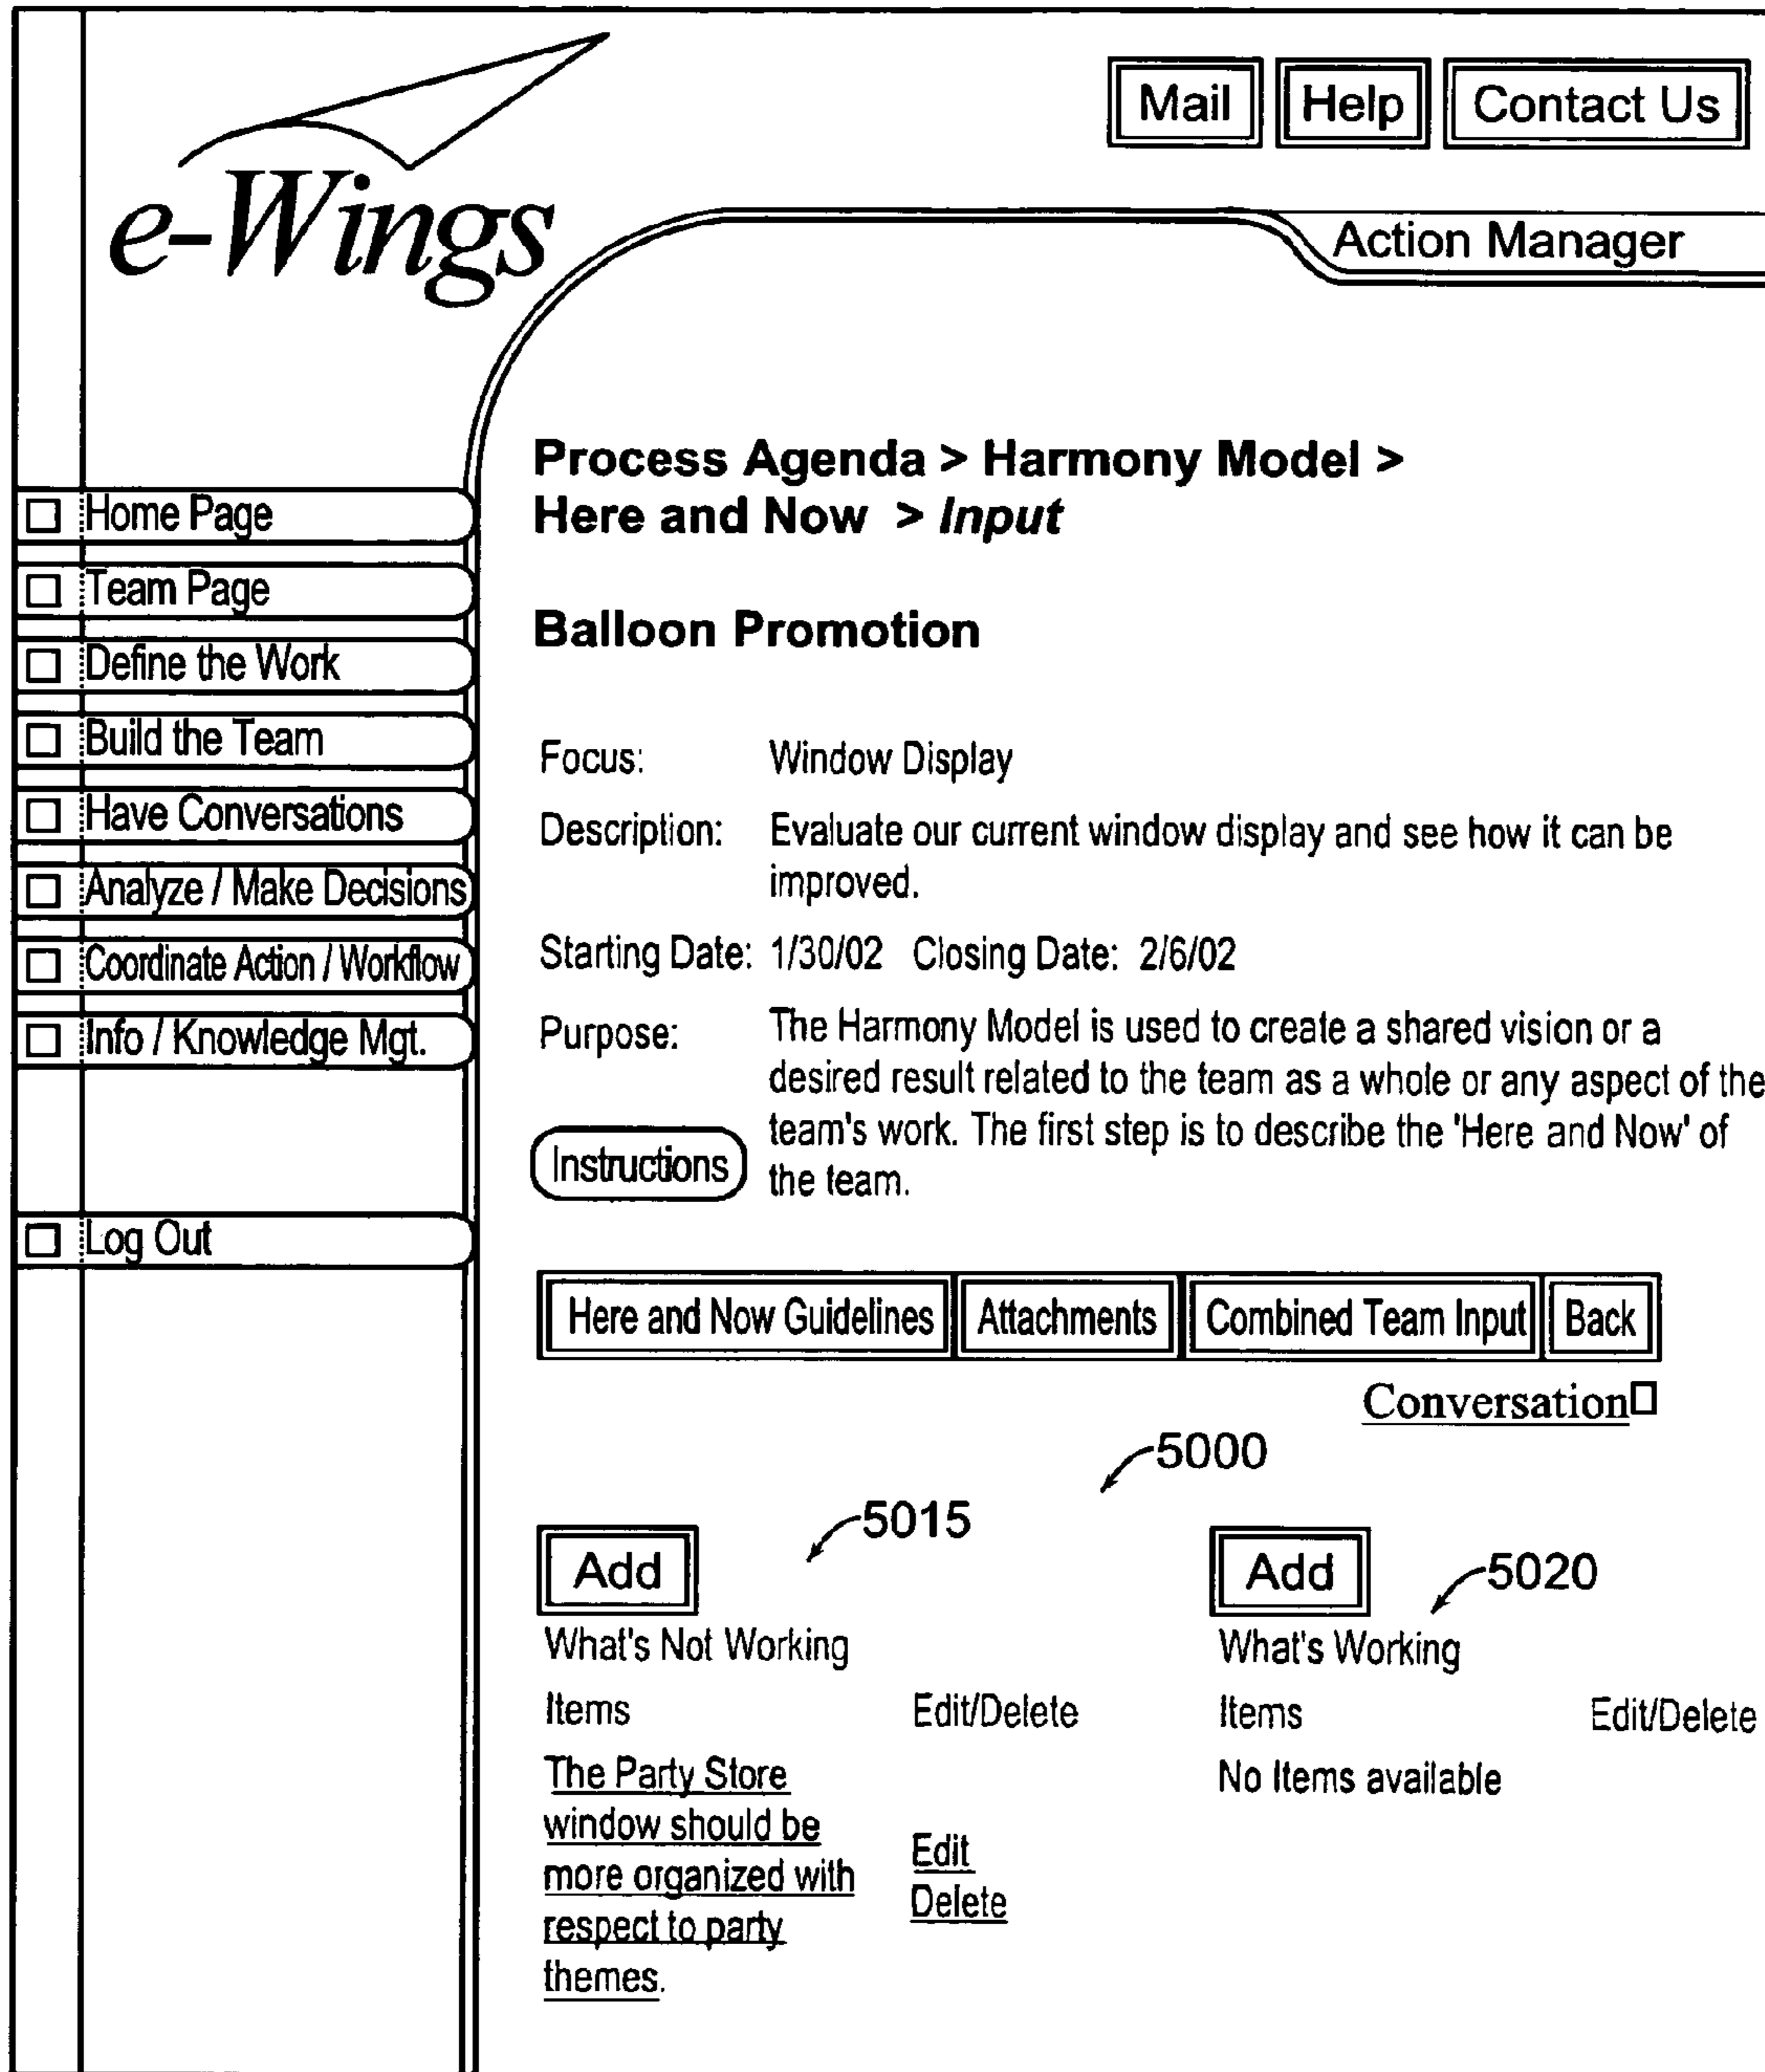 e-Wings
Mail
Help
Contact Us
Action Manager
Home Page
Team Page
Define the Work
Build the Team
Have Conversations
Analyze / Make Decisions
Coordinate Action / Workflow
Info / Knowledge Mgt.
Log Out
Process Agenda > Harmony Model >
Here and Now > Input
Balloon Promotion
Focus: Window Display
Description: Evaluate our current window display and see how it can be
improved.
Starting Date: 1/30/02 Closing Date: 2/6/02
Purpose: The Harmony Model is used to create a shared vision or a
desired result related to the team as a whole or any aspect of the
team's work. The first step is to describe the 'Here and Now' of
the team.
Instructions
Here and Now Guidelines Attachments Combined Team Input Back
Conversation
5000
5015
Add
What's Not Working
Items Edit/Delete
The Party Store
window should be
more organized with
respect to party
themes.
Edit
Delete
Add
5020
What's Working
Items Edit/Delete
No Items available